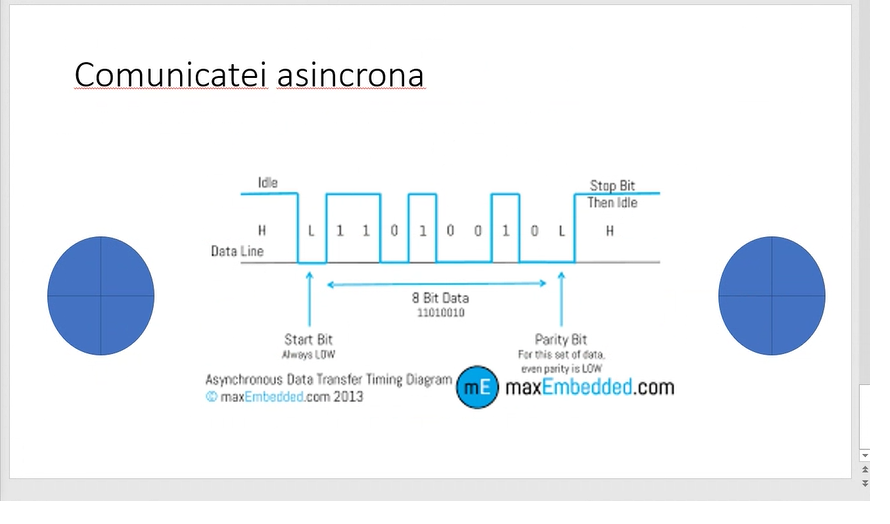 Comunicatei asincrona
Idle
Stop Bit
Then Idle
H L 1 1 0 1 0 0 1 0 L H
Data Line
8 Bit Data
11010010
Start Bit
Always LOW
Parity Bit
For this set of data,
even parity is LOW
Asynchronous Data Transfer Timing Diagram
© maxEmbedded.com 2013
mE maxEmbedded.com